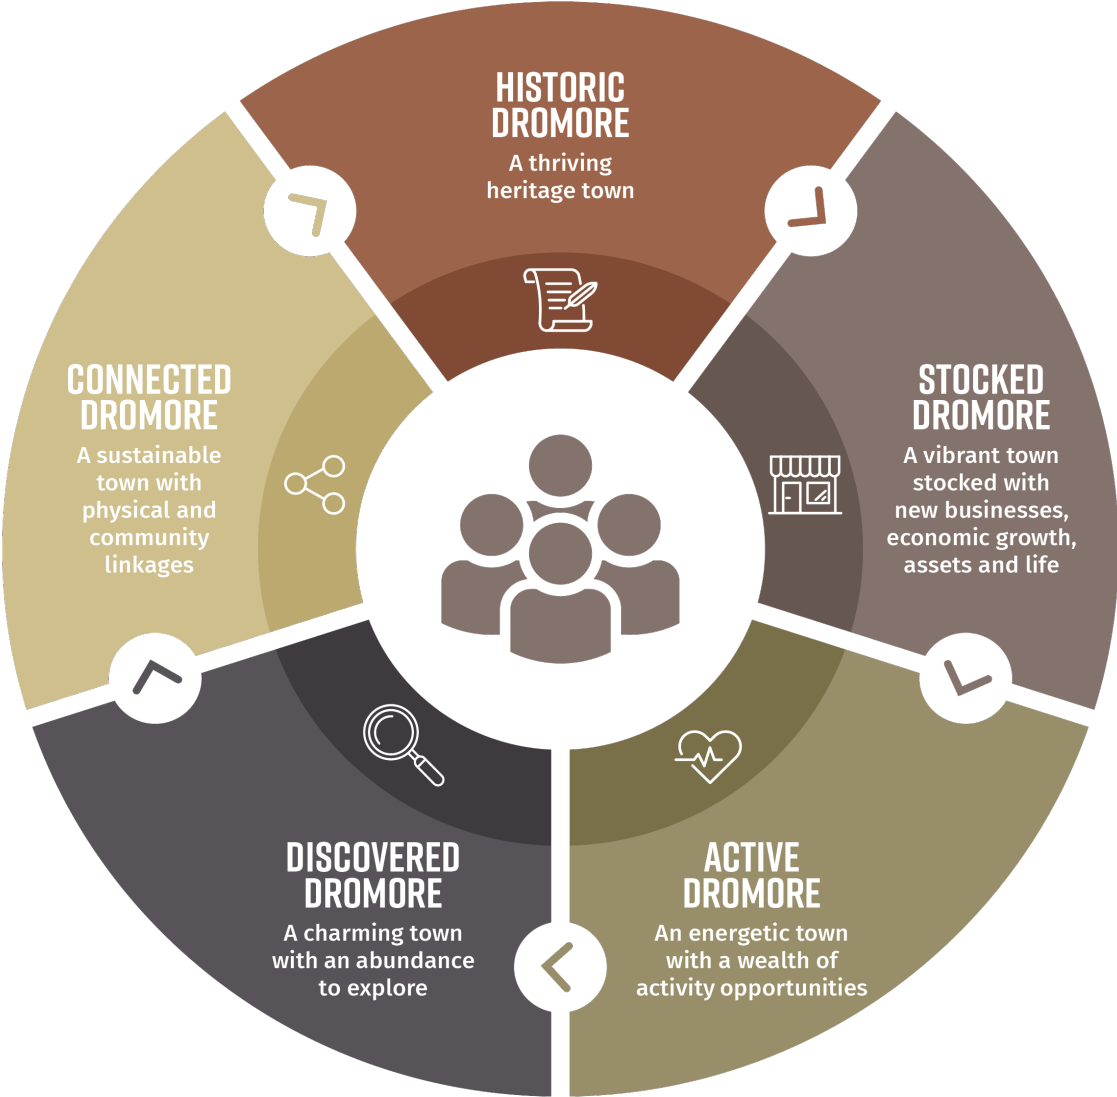 HISTORIC
DROMORE
A thriving
heritage town
STOCKED
DROMORE
A vibrant town
stocked with
new businesses,
economic growth,
assets and life
ACTIVE
DROMORE
An energetic town
with a wealth of
activity opportunities
DISCOVERED
DROMORE
A charming town
with an abundance
to explore
CONNECTED
DROMORE
A sustainable
town with
physical and
community
linkages